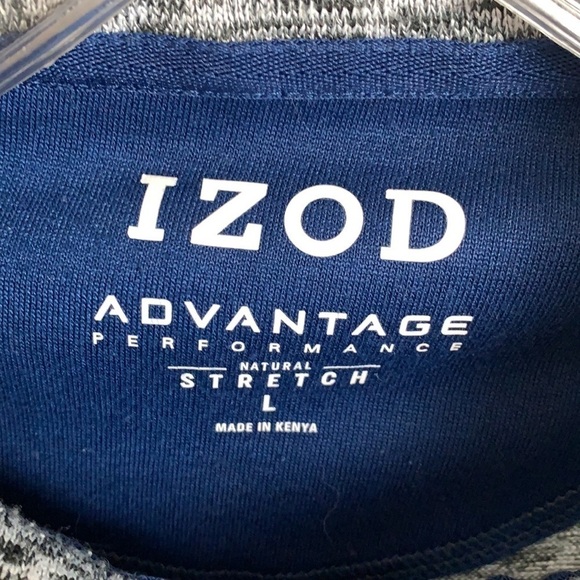 IZOD
ADVANTAGE
PERFORMANCE
NATURAL
STRETCH
L
MADE IN KENYA